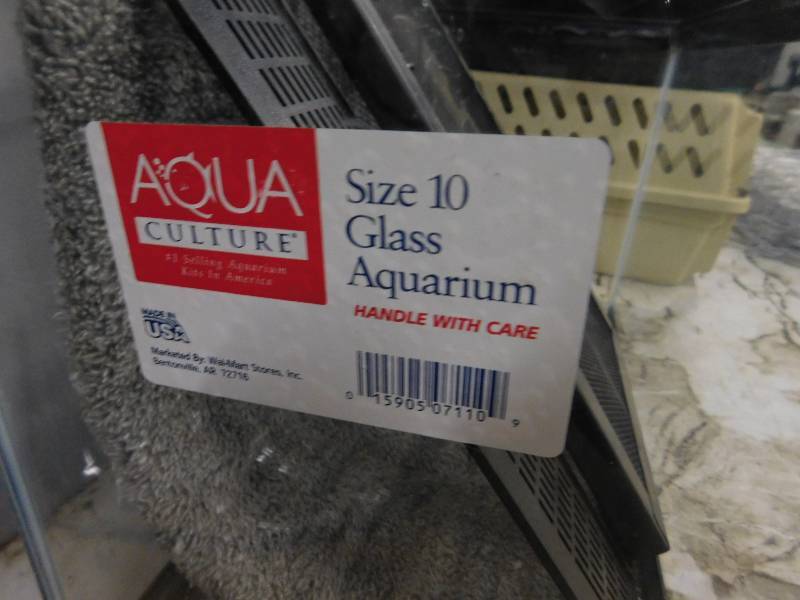 AQUA
CULTURE®
#1 Selling Aquarium
Kits In America
Size 10
Glass
Aquarium
HANDLE WITH CARE
MADE IN
USA
Marketed By: Wal-Mart Stores, Inc.
Bentonville, AR 72716
0 15905 07110 9